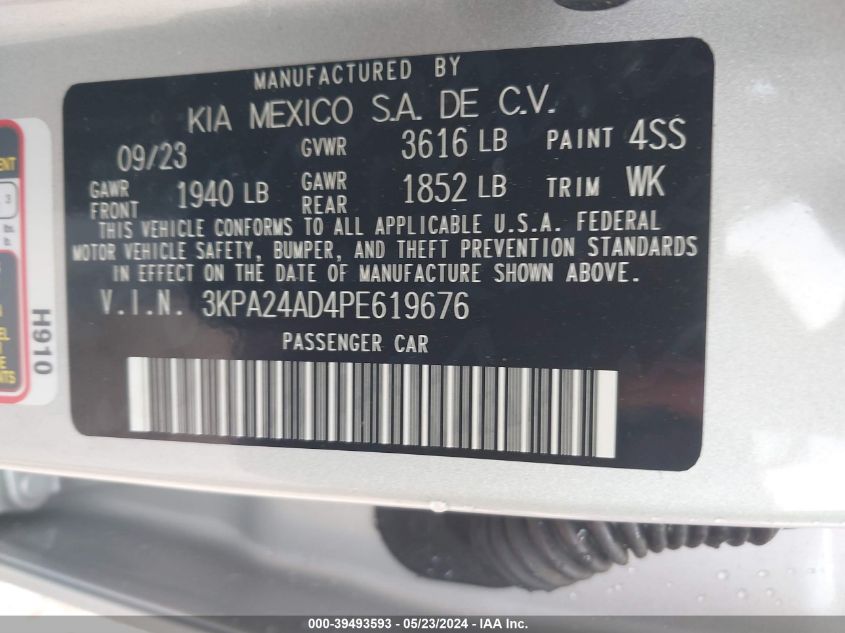 MANUFACTURED BY
KIA MEXICO S.A. DE C.V.
09/23 GVWR 3616 LB PAINT 4SS
GAWR FRONT 1940 LB GAWR REAR 1852 LB TRIM WK
THIS VEHICLE CONFORMS TO ALL APPLICABLE U.S.A. FEDERAL
MOTOR VEHICLE SAFETY, BUMPER, AND THEFT PREVENTION STANDARDS
IN EFFECT ON THE DATE OF MANUFACTURE SHOWN ABOVE.
V.I.N. 3KPA24AD4PE619676
PASSENGER CAR
H910
3
000-39493593 - 05/23/2024 - IAA Inc.